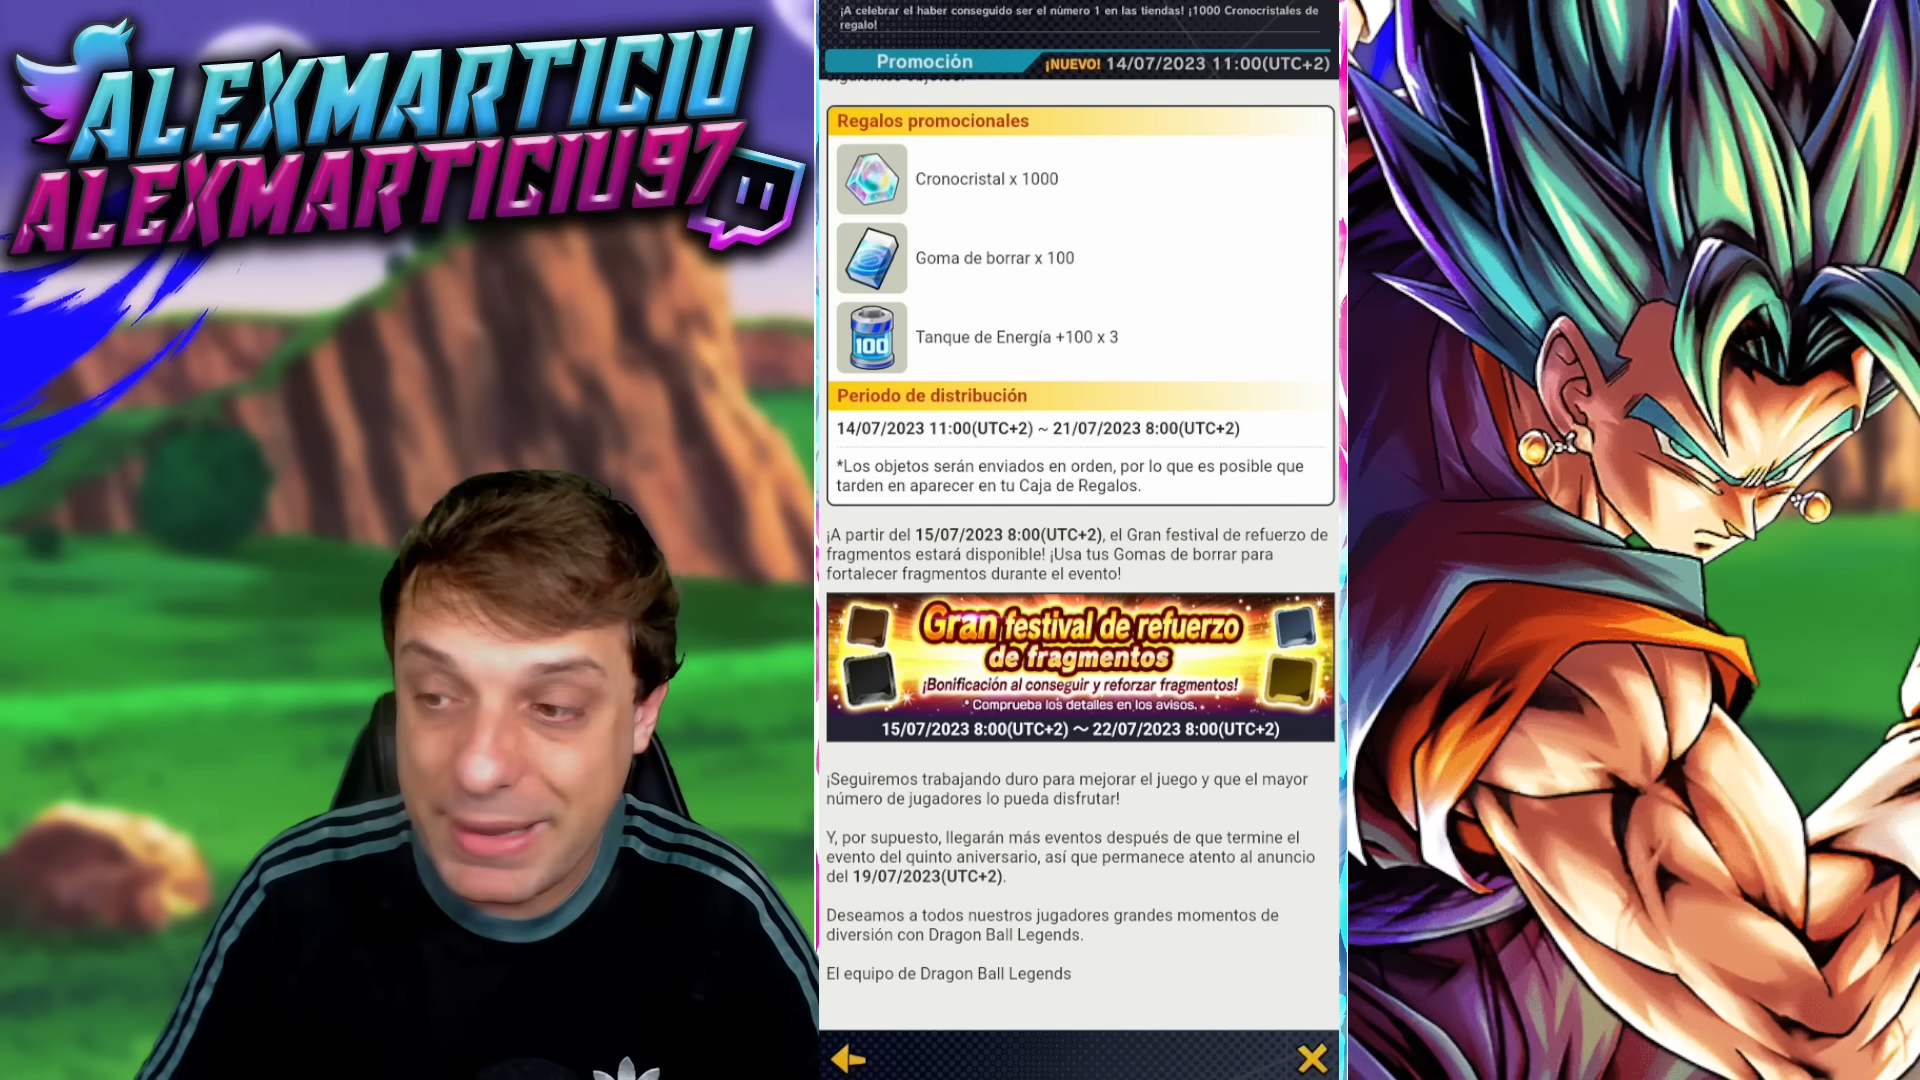 ALEXMARTICIU
ALEXMARTICIU97
¡A celebrar el haber conseguido ser el número 1 en las tiendas! ¡1000 Cronocristales de
regalo!
Promoción
¡NUEVO! 14/07/2023 11:00(UTC+2)
Regalos promocionales
Cronocristal x 1000
Goma de borrar x 100
100
Tanque de Energía +100 x 3
Periodo de distribución
14/07/2023 11:00(UTC+2) ~ 21/07/2023 8:00(UTC+2)
*Los objetos serán enviados en orden, por lo que es posible que
tarden en aparecer en tu Caja de Regalos.
¡A partir del 15/07/2023 8:00(UTC+2), el Gran festival de refuerzo de
fragmentos estará disponible! ¡Usa tus Gomas de borrar para
fortalecer fragmentos durante el evento!
Gran festival de refuerzo
de fragmentos
¡Bonificación al conseguir y reforzar fragmentos!
* Comprueba los detalles en los avisos.
15/07/2023 8:00(UTC+2) ~ 22/07/2023 8:00(UTC+2)
¡Seguiremos trabajando duro para mejorar el juego y que el mayor
número de jugadores lo pueda disfrutar!
Y, por supuesto, llegarán más eventos después de que termine el
evento del quinto aniversario, así que permanece atento al anuncio
del 19/07/2023(UTC+2).
Deseamos a todos nuestros jugadores grandes momentos de
diversión con Dragon Ball Legends.
El equipo de Dragon Ball Legends